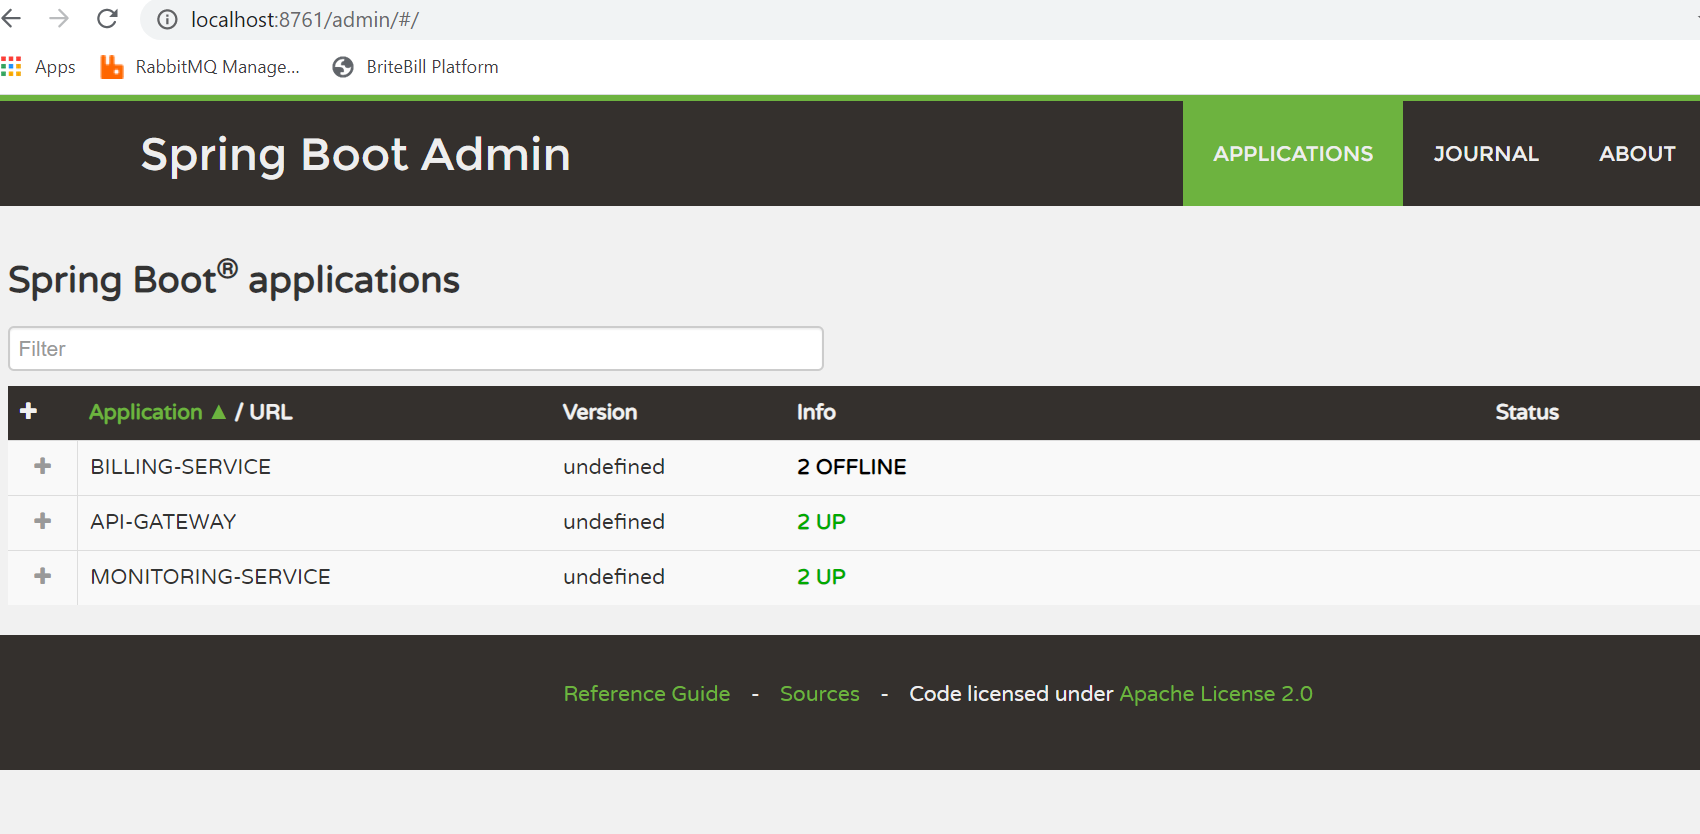 localhost:8761/admin/#/
Apps RabbitMQ Manage... BriteBill Platform
Spring Boot Admin APPLICATIONS JOURNAL ABOUT
Spring Boot® applications
Filter
Application ▲ / URL Version Info Status
BILLING-SERVICE undefined 2 OFFLINE
API-GATEWAY undefined 2 UP
MONITORING-SERVICE undefined 2 UP
Reference Guide - Sources - Code licensed under Apache License 2.0